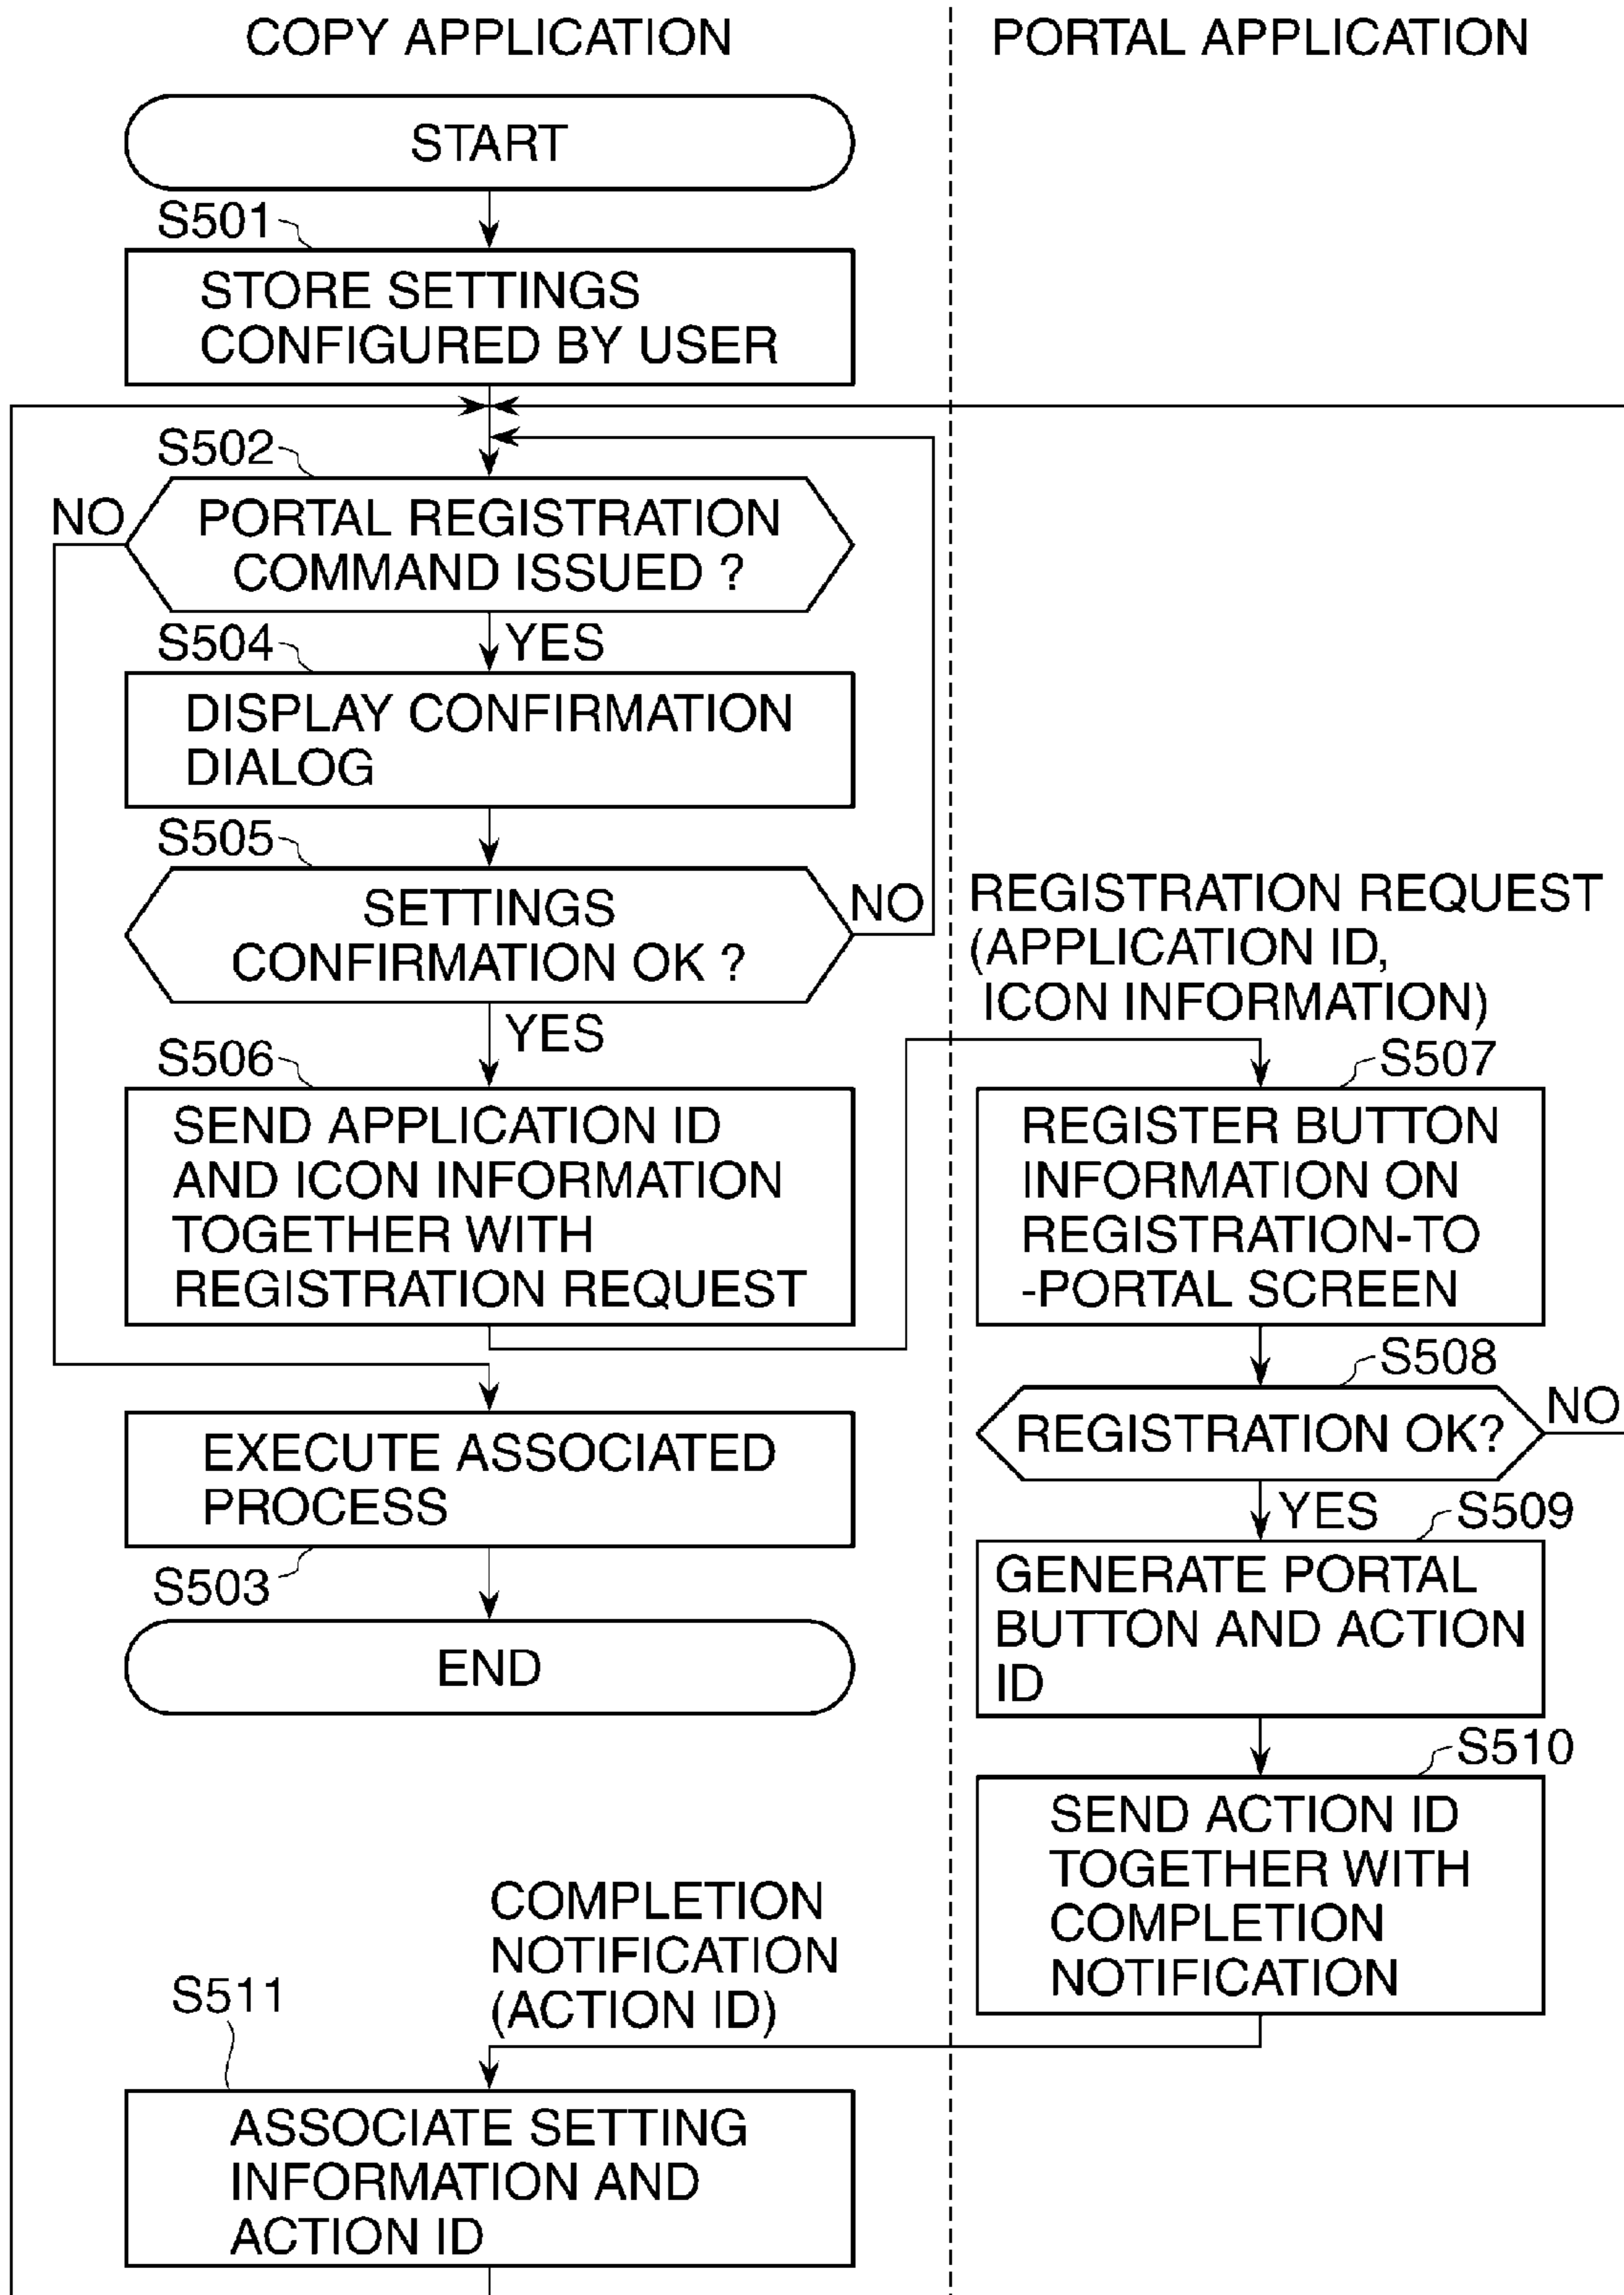 COPY APPLICATION
PORTAL APPLICATION
START
S501
STORE SETTINGS
CONFIGURED BY USER
S502
NO
PORTAL REGISTRATION
COMMAND ISSUED ?
S504
YES
DISPLAY CONFIRMATION
DIALOG
S505
SETTINGS
CONFIRMATION OK ?
NO
YES
S506
SEND APPLICATION ID
AND ICON INFORMATION
TOGETHER WITH
REGISTRATION REQUEST
EXECUTE ASSOCIATED
PROCESS
S503
END
REGISTRATION REQUEST
(APPLICATION ID,
ICON INFORMATION)
S507
REGISTER BUTTON
INFORMATION ON
REGISTRATION-TO
-PORTAL SCREEN
S508
REGISTRATION OK?
NO
YES
S509
GENERATE PORTAL
BUTTON AND ACTION
ID
S510
SEND ACTION ID
TOGETHER WITH
COMPLETION
NOTIFICATION
COMPLETION
NOTIFICATION
(ACTION ID)
S511
ASSOCIATE SETTING
INFORMATION AND
ACTION ID